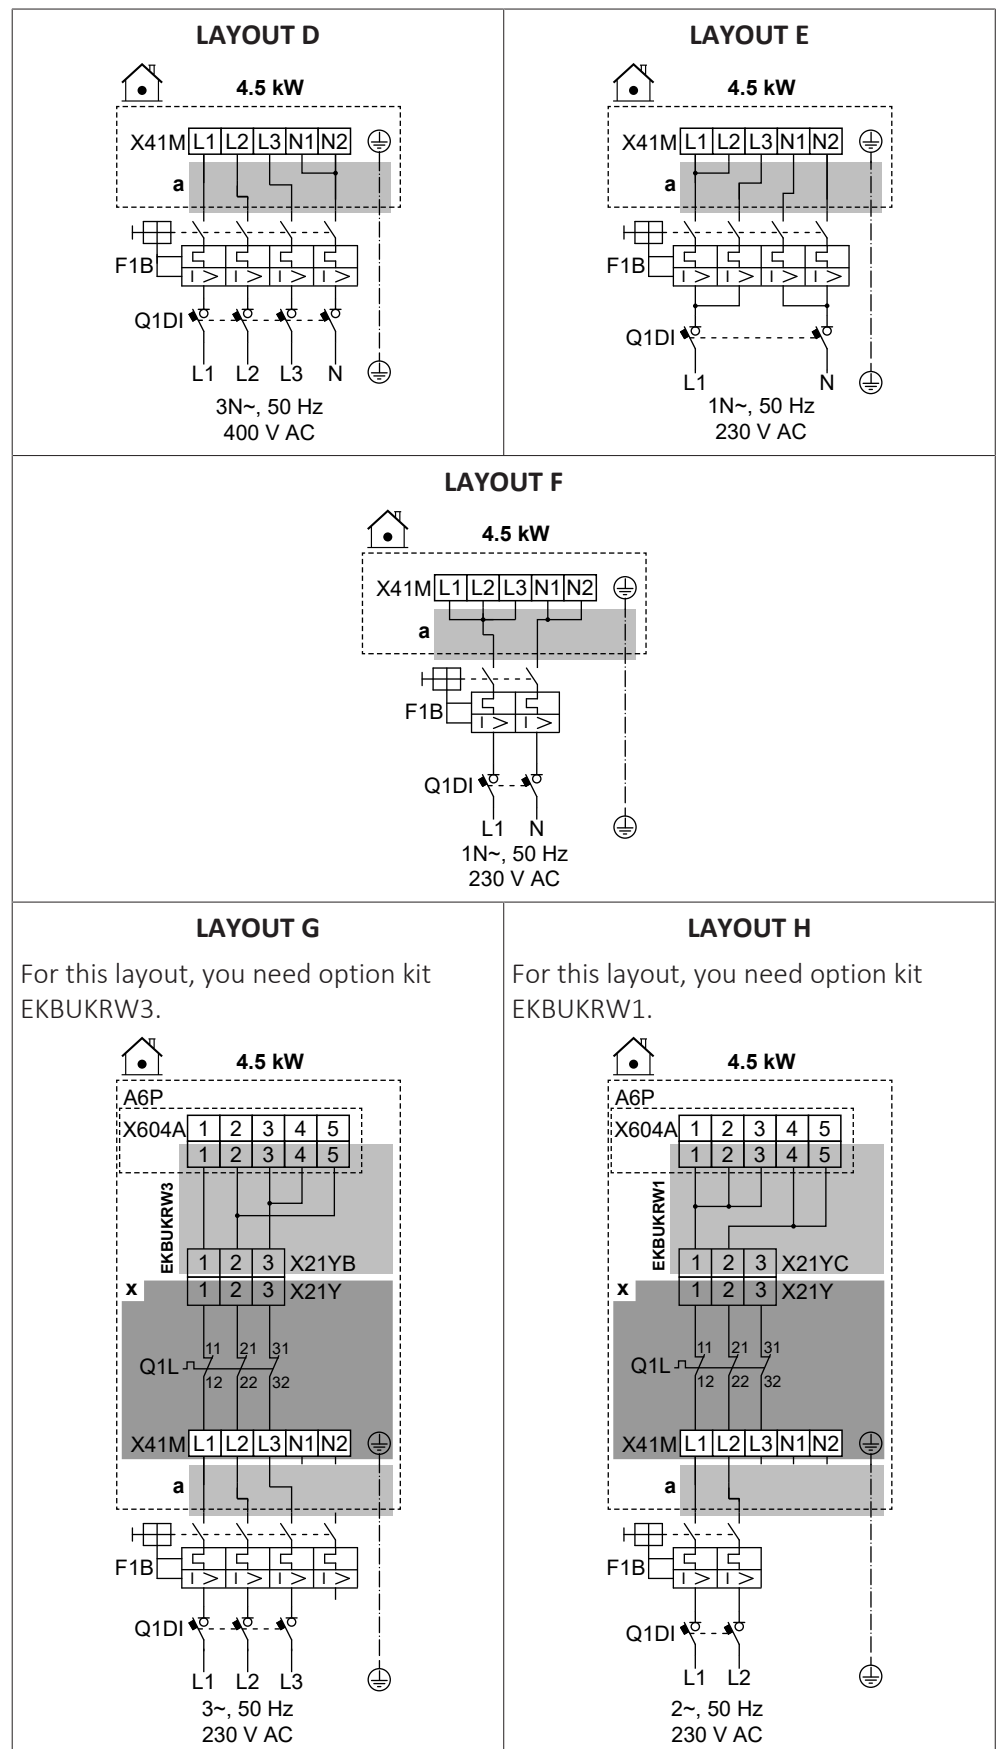 LAYOUT D
4.5 kW
X41M L1 L2 L3 N1 N2
a
F1B
I > I > I > I >
Q1DI
L1 L2 L3 N
3N~, 50 Hz
400 V AC
LAYOUT E
4.5 kW
X41M L1 L2 L3 N1 N2
a
F1B
I > I > I > I >
Q1DI
L1 N
1N~, 50 Hz
230 V AC
LAYOUT F
4.5 kW
X41M L1 L2 L3 N1 N2
a
F1B
I > I >
Q1DI
L1 N
1N~, 50 Hz
230 V AC
LAYOUT G
For this layout, you need option kit
EKBUKRW3.
4.5 kW
A6P
X604A 1 2 3 4 5
1 2 3 4 5
EKBUKRW3
1 2 3 X21YB
x
1 2 3 X21Y
11 21 31
Q1L
12 22 32
X41M L1 L2 L3 N1 N2
a
F1B
I > I > I > I >
Q1DI
L1 L2 L3
3~, 50 Hz
230 V AC
LAYOUT H
For this layout, you need option kit
EKBUKRW1.
4.5 kW
A6P
X604A 1 2 3 4 5
1 2 3 4 5
EKBUKRW1
1 2 3 X21YC
x
1 2 3 X21Y
11 21 31
Q1L
12 22 32
X41M L1 L2 L3 N1 N2
a
F1B
I > I >
Q1DI
L1 L2
2~, 50 Hz
230 V AC